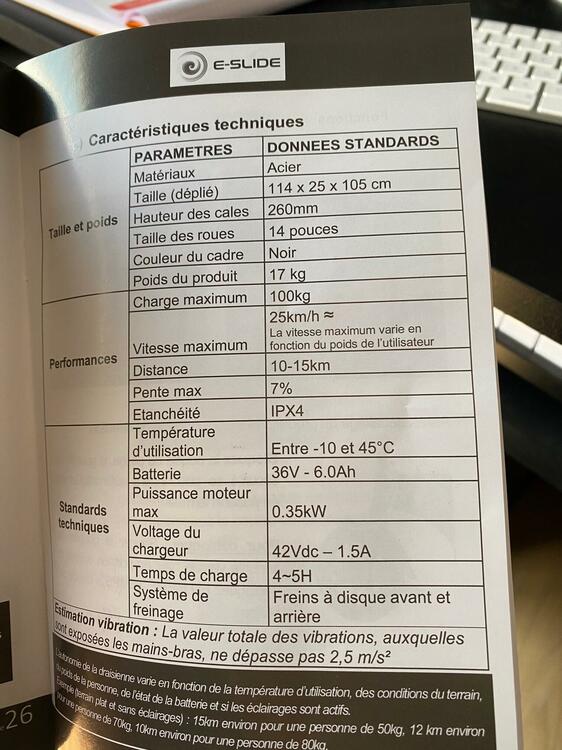 E-SLIDE
Caractéristiques techniques
PARAMETRES DONNEES STANDARDS
Taille et poids
Matériaux Acier
Taille (déplié) 114 x 25 x 105 cm
Hauteur des cales 260mm
Taille des roues 14 pouces
Couleur du cadre Noir
Poids du produit 17 kg
Performances
Charge maximum 100kg
Vitesse maximum 25km/h ≈
La vitesse maximum varie en
fonction du poids de l'utilisateur
Distance 10-15km
Pente max 7%
Etanchéité IPX4
Standards
techniques
Température
d'utilisation Entre -10 et 45°C
Batterie 36V - 6.0Ah
Puissance moteur
max 0.35kW
Voltage du
chargeur 42Vdc – 1.5A
Temps de charge 4~5H
Système de
freinage Freins à disque avant et
arrière
Estimation vibration : La valeur totale des vibrations, auxquelles
sont exposées les mains-bras, ne dépasse pas 2,5 m/s²
L'autonomie de la draisienne varie en fonction de la température d'utilisation, des conditions du terrain,
du poids de la personne, de l'état de la batterie et si les éclairages sont actifs.
Exemple (terrain plat et sans éclairages) : 15km environ pour une personne de 50kg, 12 km environ
pour une personne de 70kg, 10km environ pour une personne de 80kg.
26